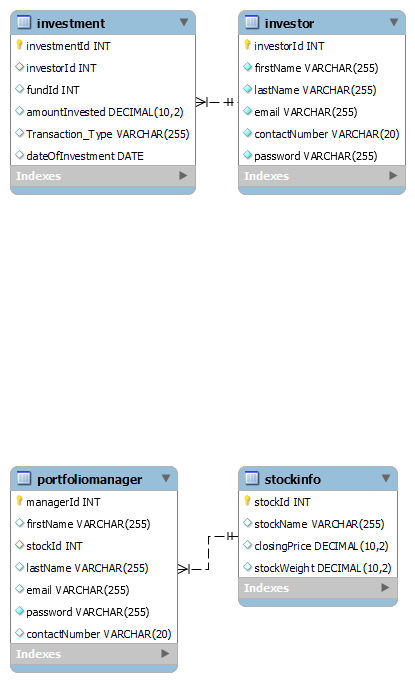 investment
investmentId INT
investorId INT
fundId INT
amountInvested DECIMAL(10,2)
Transaction_Type VARCHAR(255)
dateOfInvestment DATE
Indexes
investor
investorId INT
firstName VARCHAR(255)
lastName VARCHAR(255)
email VARCHAR(255)
contactNumber VARCHAR(20)
password VARCHAR(255)
Indexes
portfoliomanager
managerId INT
firstName VARCHAR(255)
stockId INT
lastName VARCHAR(255)
email VARCHAR(255)
password VARCHAR(255)
contactNumber VARCHAR(20)
Indexes
stockinfo
stockId INT
stockName VARCHAR(255)
closingPrice DECIMAL(10,2)
stockWeight DECIMAL(10,2)
Indexes